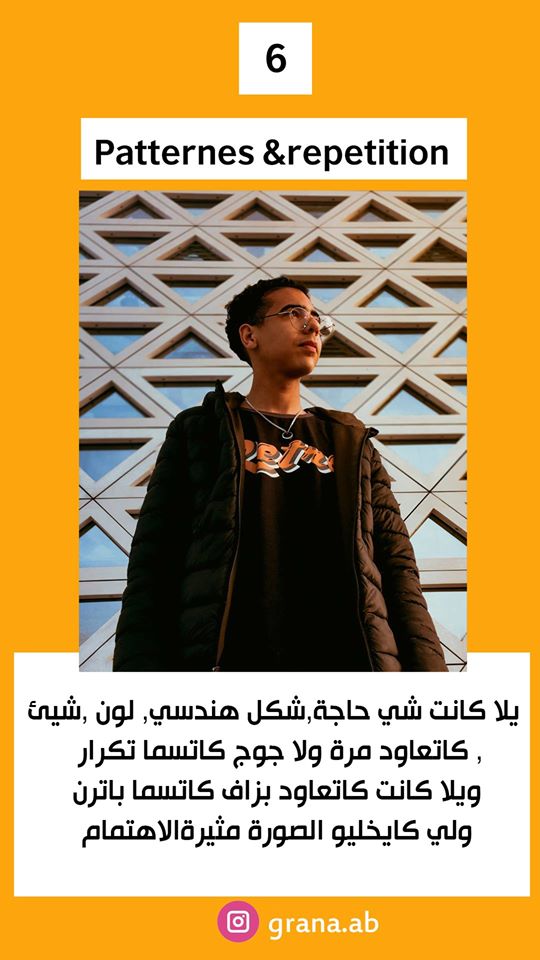 6
Patternes &repetition
يلا كانت شي حاجة,شكل هندسي, لون ,شيئ
, كاتعاود مرة ولا جوج كاتسما تكرار
ويلا كانت كاتعاود بزاف كاتسما باترن
ولي كايخليو الصورة مثيرةالاهتمام
grana.ab